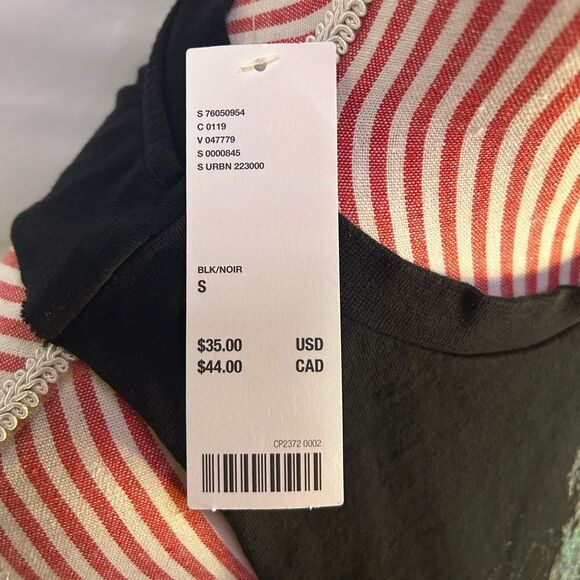 S 76050954
C 0119
V 047779
S 0000845
S URBN 223000
BLK/NOIR
S
$35.00 USD
$44.00 CAD
CP2372 0002